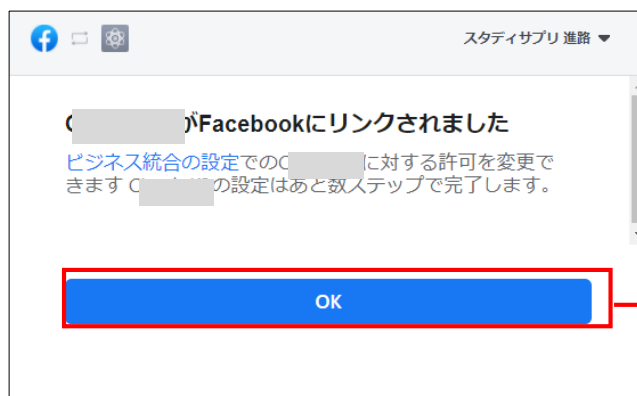 スタディサプリ 進路
がFacebookにリンクされました
ビジネス統合の設定での に対する許可を変更で
きます の設定はあと数ステップで完了します。
OK